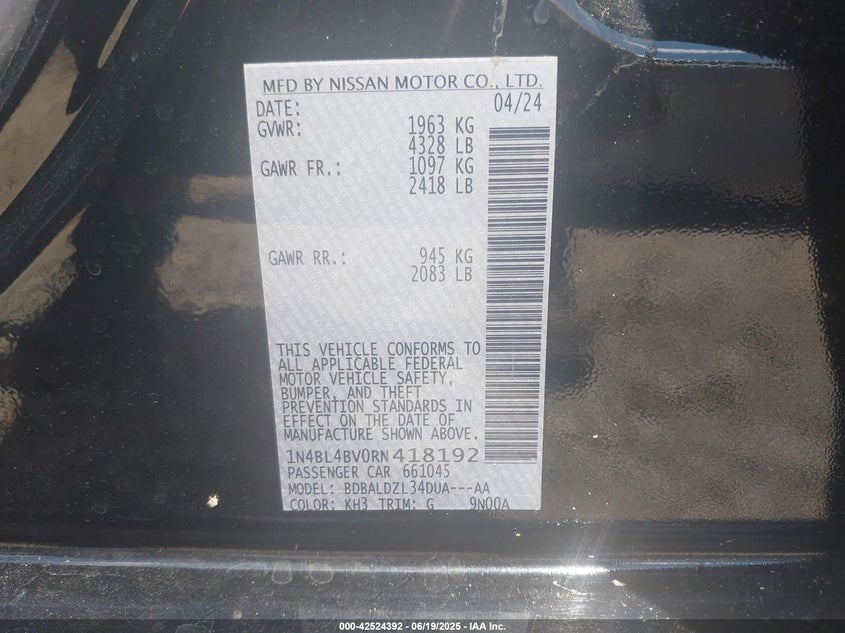 MFD BY NISSAN MOTOR CO., LTD.
DATE: 04/24
GVWR: 1963 KG
4328 LB
GAWR FR.: 1097 KG
2418 LB
GAWR RR.: 945 KG
2083 LB
THIS VEHICLE CONFORMS TO
ALL APPLICABLE FEDERAL
MOTOR VEHICLE SAFETY,
BUMPER, AND THEFT
PREVENTION STANDARDS IN
EFFECT ON THE DATE OF
MANUFACTURE SHOWN ABOVE.
1N4BL4BV0RN418192
PASSENGER CAR 661045
MODEL: BDBALDZL34DUA---AA
COLOR: KH3 TRIM: G 9N00A
000-42524392 - 06/19/2025 - IAA Inc.